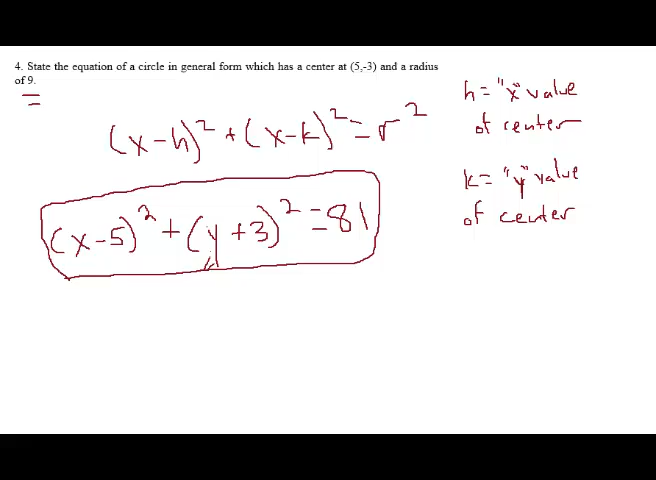 4. State the equation of a circle in general form which has a center at (5,-3) and a radius
of 9.
(x-h)² + (x-k)² = r²
(x-5)² + (y+3)² = 81
h = "x" value
of center
k = "y" value
of center